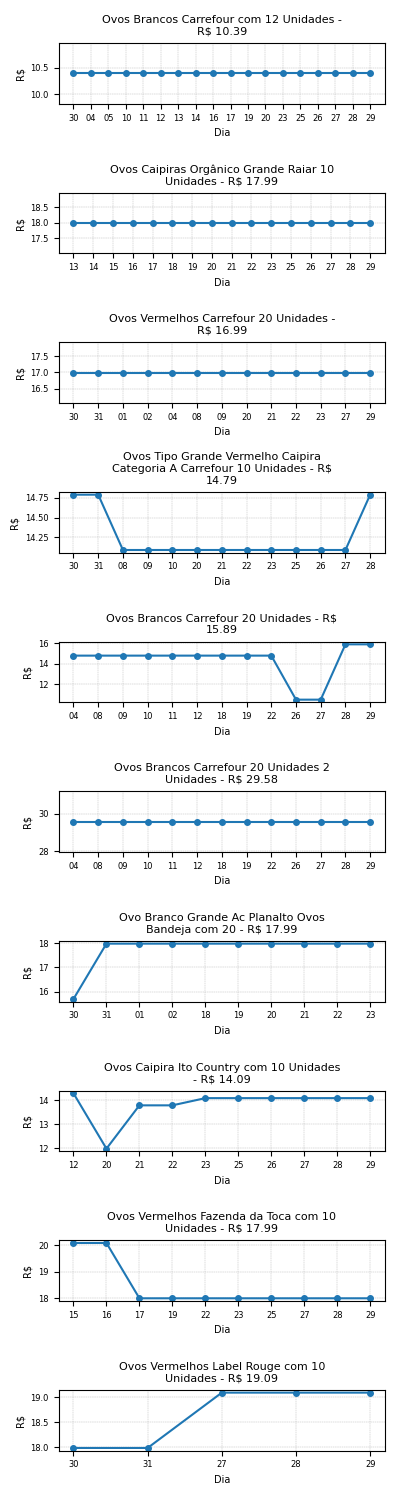 Ovos Brancos Carrefour com 12 Unidades -
R$ 10.39
R$
10.5
10.0
30 04 05 10 11 12 13 14 16 17 19 20 23 25 26 27 28 29
Dia
Ovos Caipiras Orgânico Grande Raiar 10
Unidades - R$ 17.99
R$
18.5
18.0
17.5
13 14 15 16 17 18 19 20 21 22 23 25 26 27 28 29
Dia
Ovos Vermelhos Carrefour 20 Unidades -
R$ 16.99
R$
17.5
17.0
16.5
30 31 01 02 04 08 09 20 21 22 23 27 29
Dia
Ovos Tipo Grande Vermelho Caipira
Categoria A Carrefour 10 Unidades - R$
14.79
R$
14.75
14.50
14.25
30 31 08 09 10 20 21 22 23 25 26 27 28
Dia
Ovos Brancos Carrefour 20 Unidades - R$
15.89
R$
16
14
12
04 08 09 10 11 12 18 19 22 26 27 28 29
Dia
Ovos Brancos Carrefour 20 Unidades 2
Unidades - R$ 29.58
R$
30
28
04 08 09 10 11 12 18 19 22 26 27 28 29
Dia
Ovo Branco Grande Ac Planalto Ovos
Bandeja com 20 - R$ 17.99
R$
18
17
16
30 31 01 02 18 19 20 21 22 23
Dia
Ovos Caipira Ito Country com 10 Unidades
- R$ 14.09
R$
14
13
12
12 20 21 22 23 25 26 27 28 29
Dia
Ovos Vermelhos Fazenda da Toca com 10
Unidades - R$ 17.99
R$
20
19
18
15 16 17 19 22 23 25 27 28 29
Dia
Ovos Vermelhos Label Rouge com 10
Unidades - R$ 19.09
R$
19.0
18.5
18.0
30 31 27 28 29
Dia